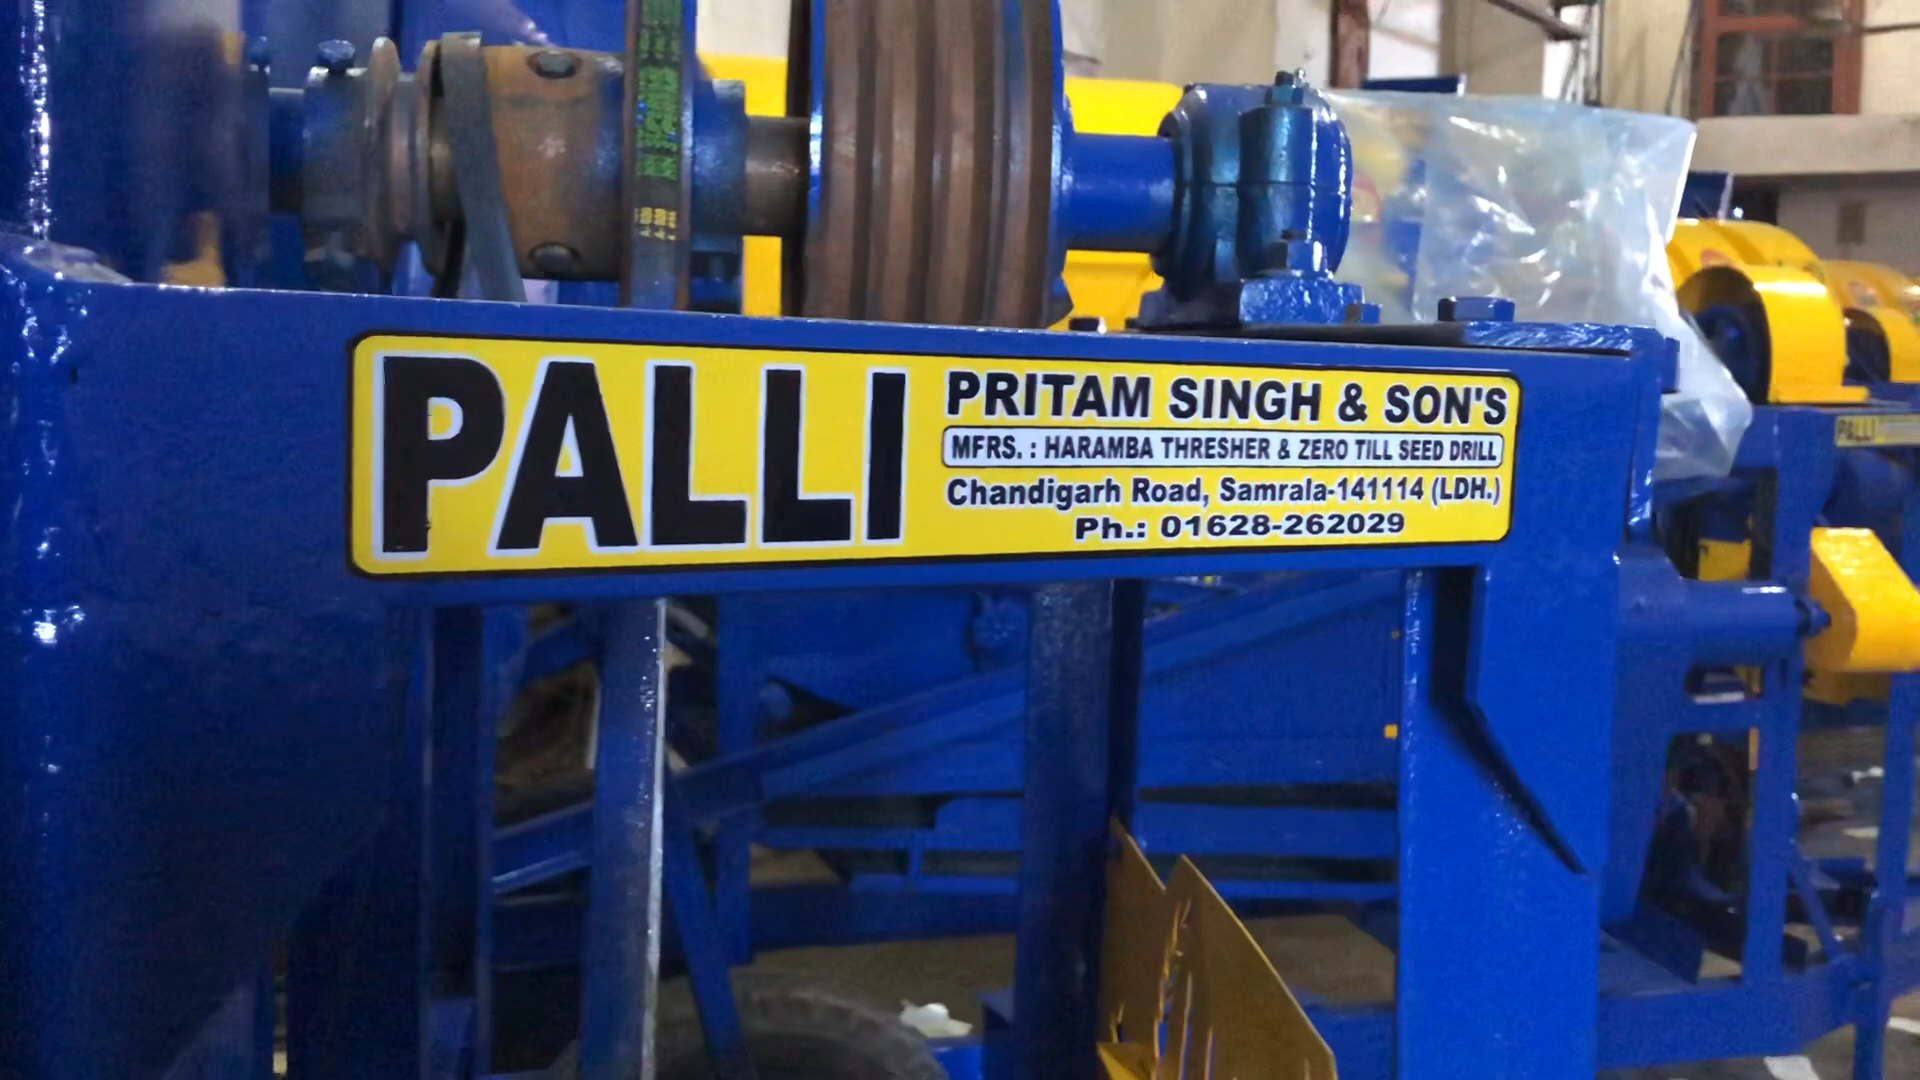 PALLI
PRITAM SINGH & SON'S
MFRS. : HARAMBA THRESHER & ZERO TILL SEED DRILL
Chandigarh Road, Samrala-141114 (LDH.)
Ph.: 01628-262029
PALLI